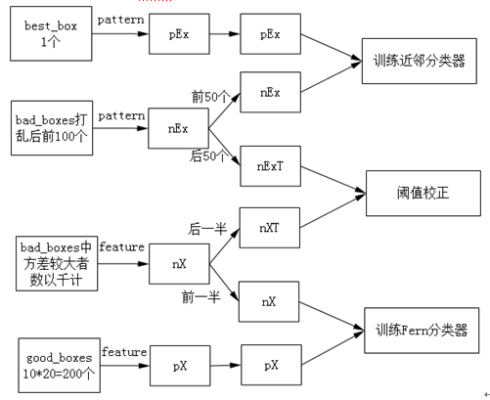 best_box
1个
pattern
pEx
pEx
训练近邻分类器
bad_boxes打
乱后前100个
pattern
nEx
前50个
nEx
后50个
nExT
阈值校正
bad_boxes中
方差较大者
数以千计
feature
nX
后一半
nXT
前一半
nX
训练Fern分类器
good_boxes
10*20=200个
feature
pX
pX